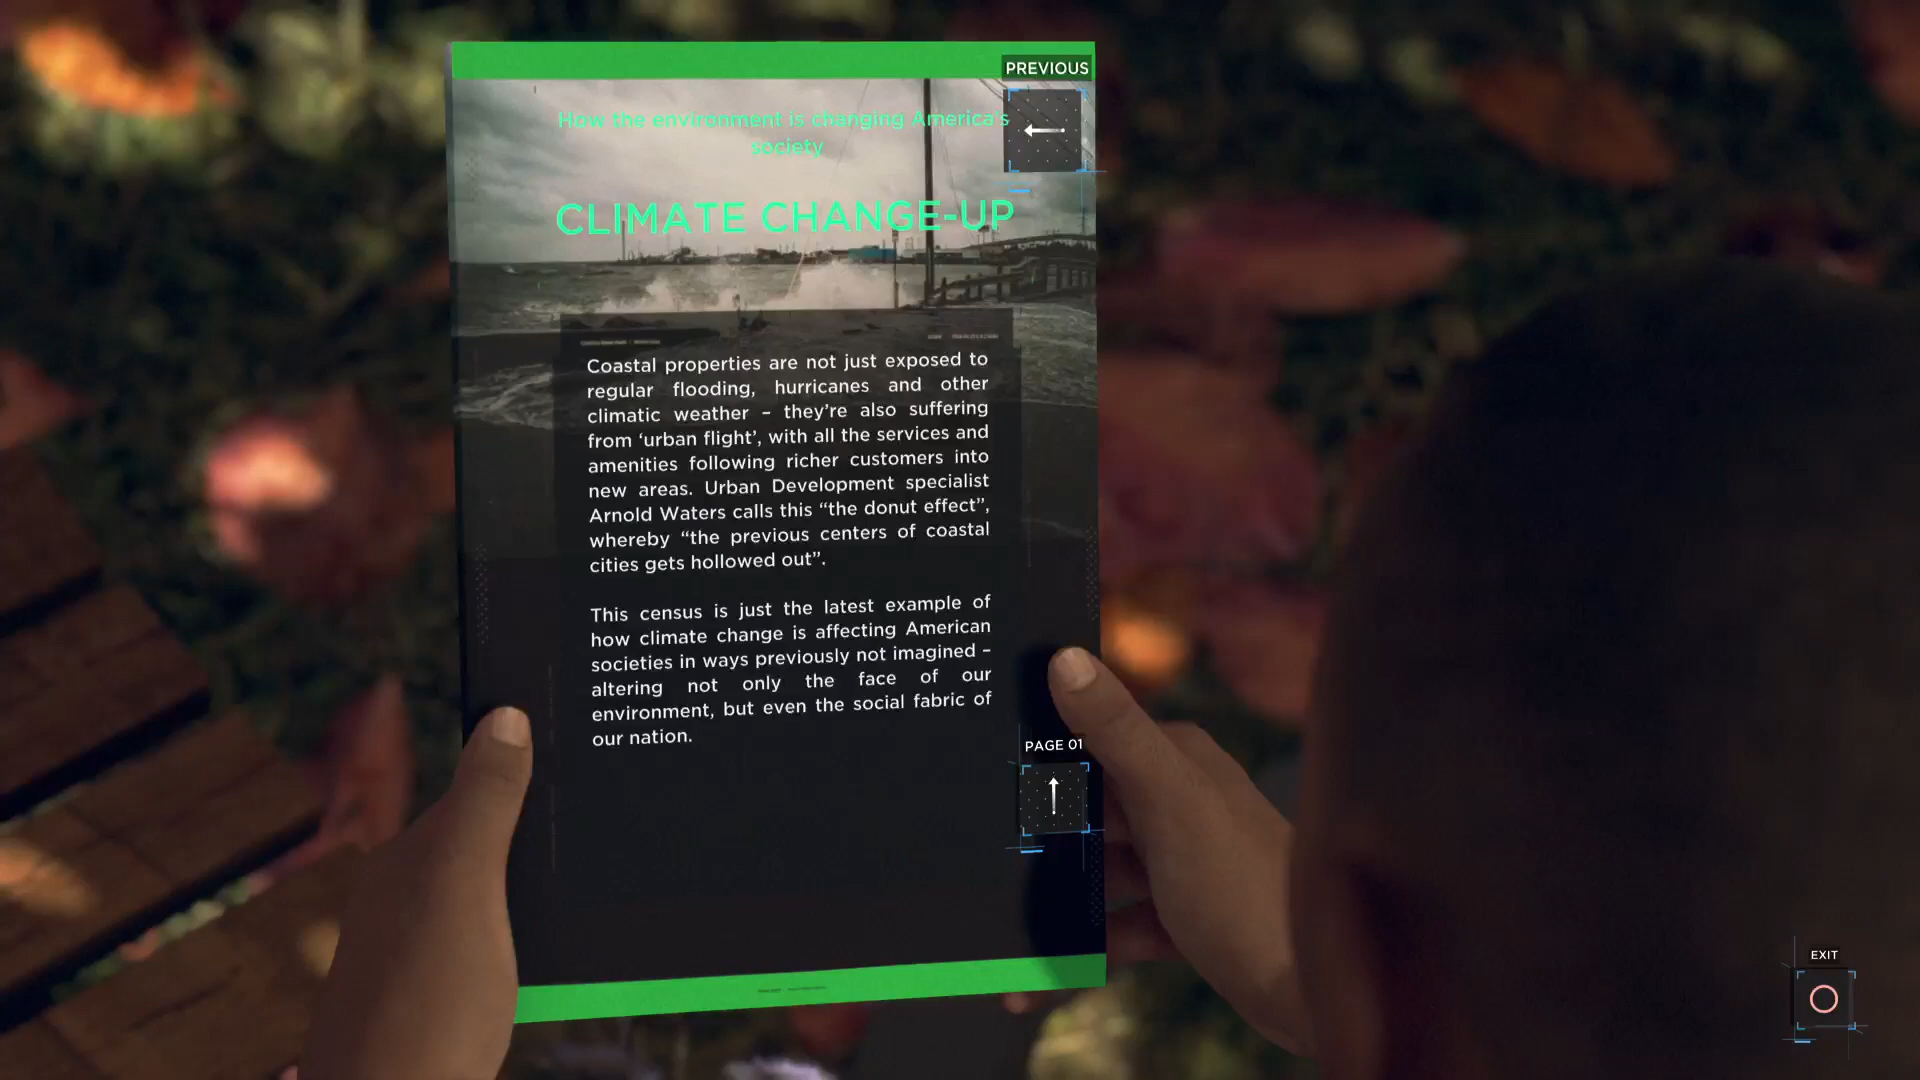 PREVIOUS
How the environment is changing America's
society
CLIMATE CHANGE-UP
Coastal properties are not just exposed to
regular flooding, hurricanes and other
climatic weather – they're also suffering
from ‘urban flight’, with all the services and
amenities following richer customers into
new areas. Urban Development specialist
Arnold Waters calls this “the donut effect”,
whereby “the previous centers of coastal
cities gets hollowed out”.
This census is just the latest example of
how climate change is affecting American
societies in ways previously not imagined –
altering not only the face of our
environment, but even the social fabric of
our nation.
PAGE 01
EXIT